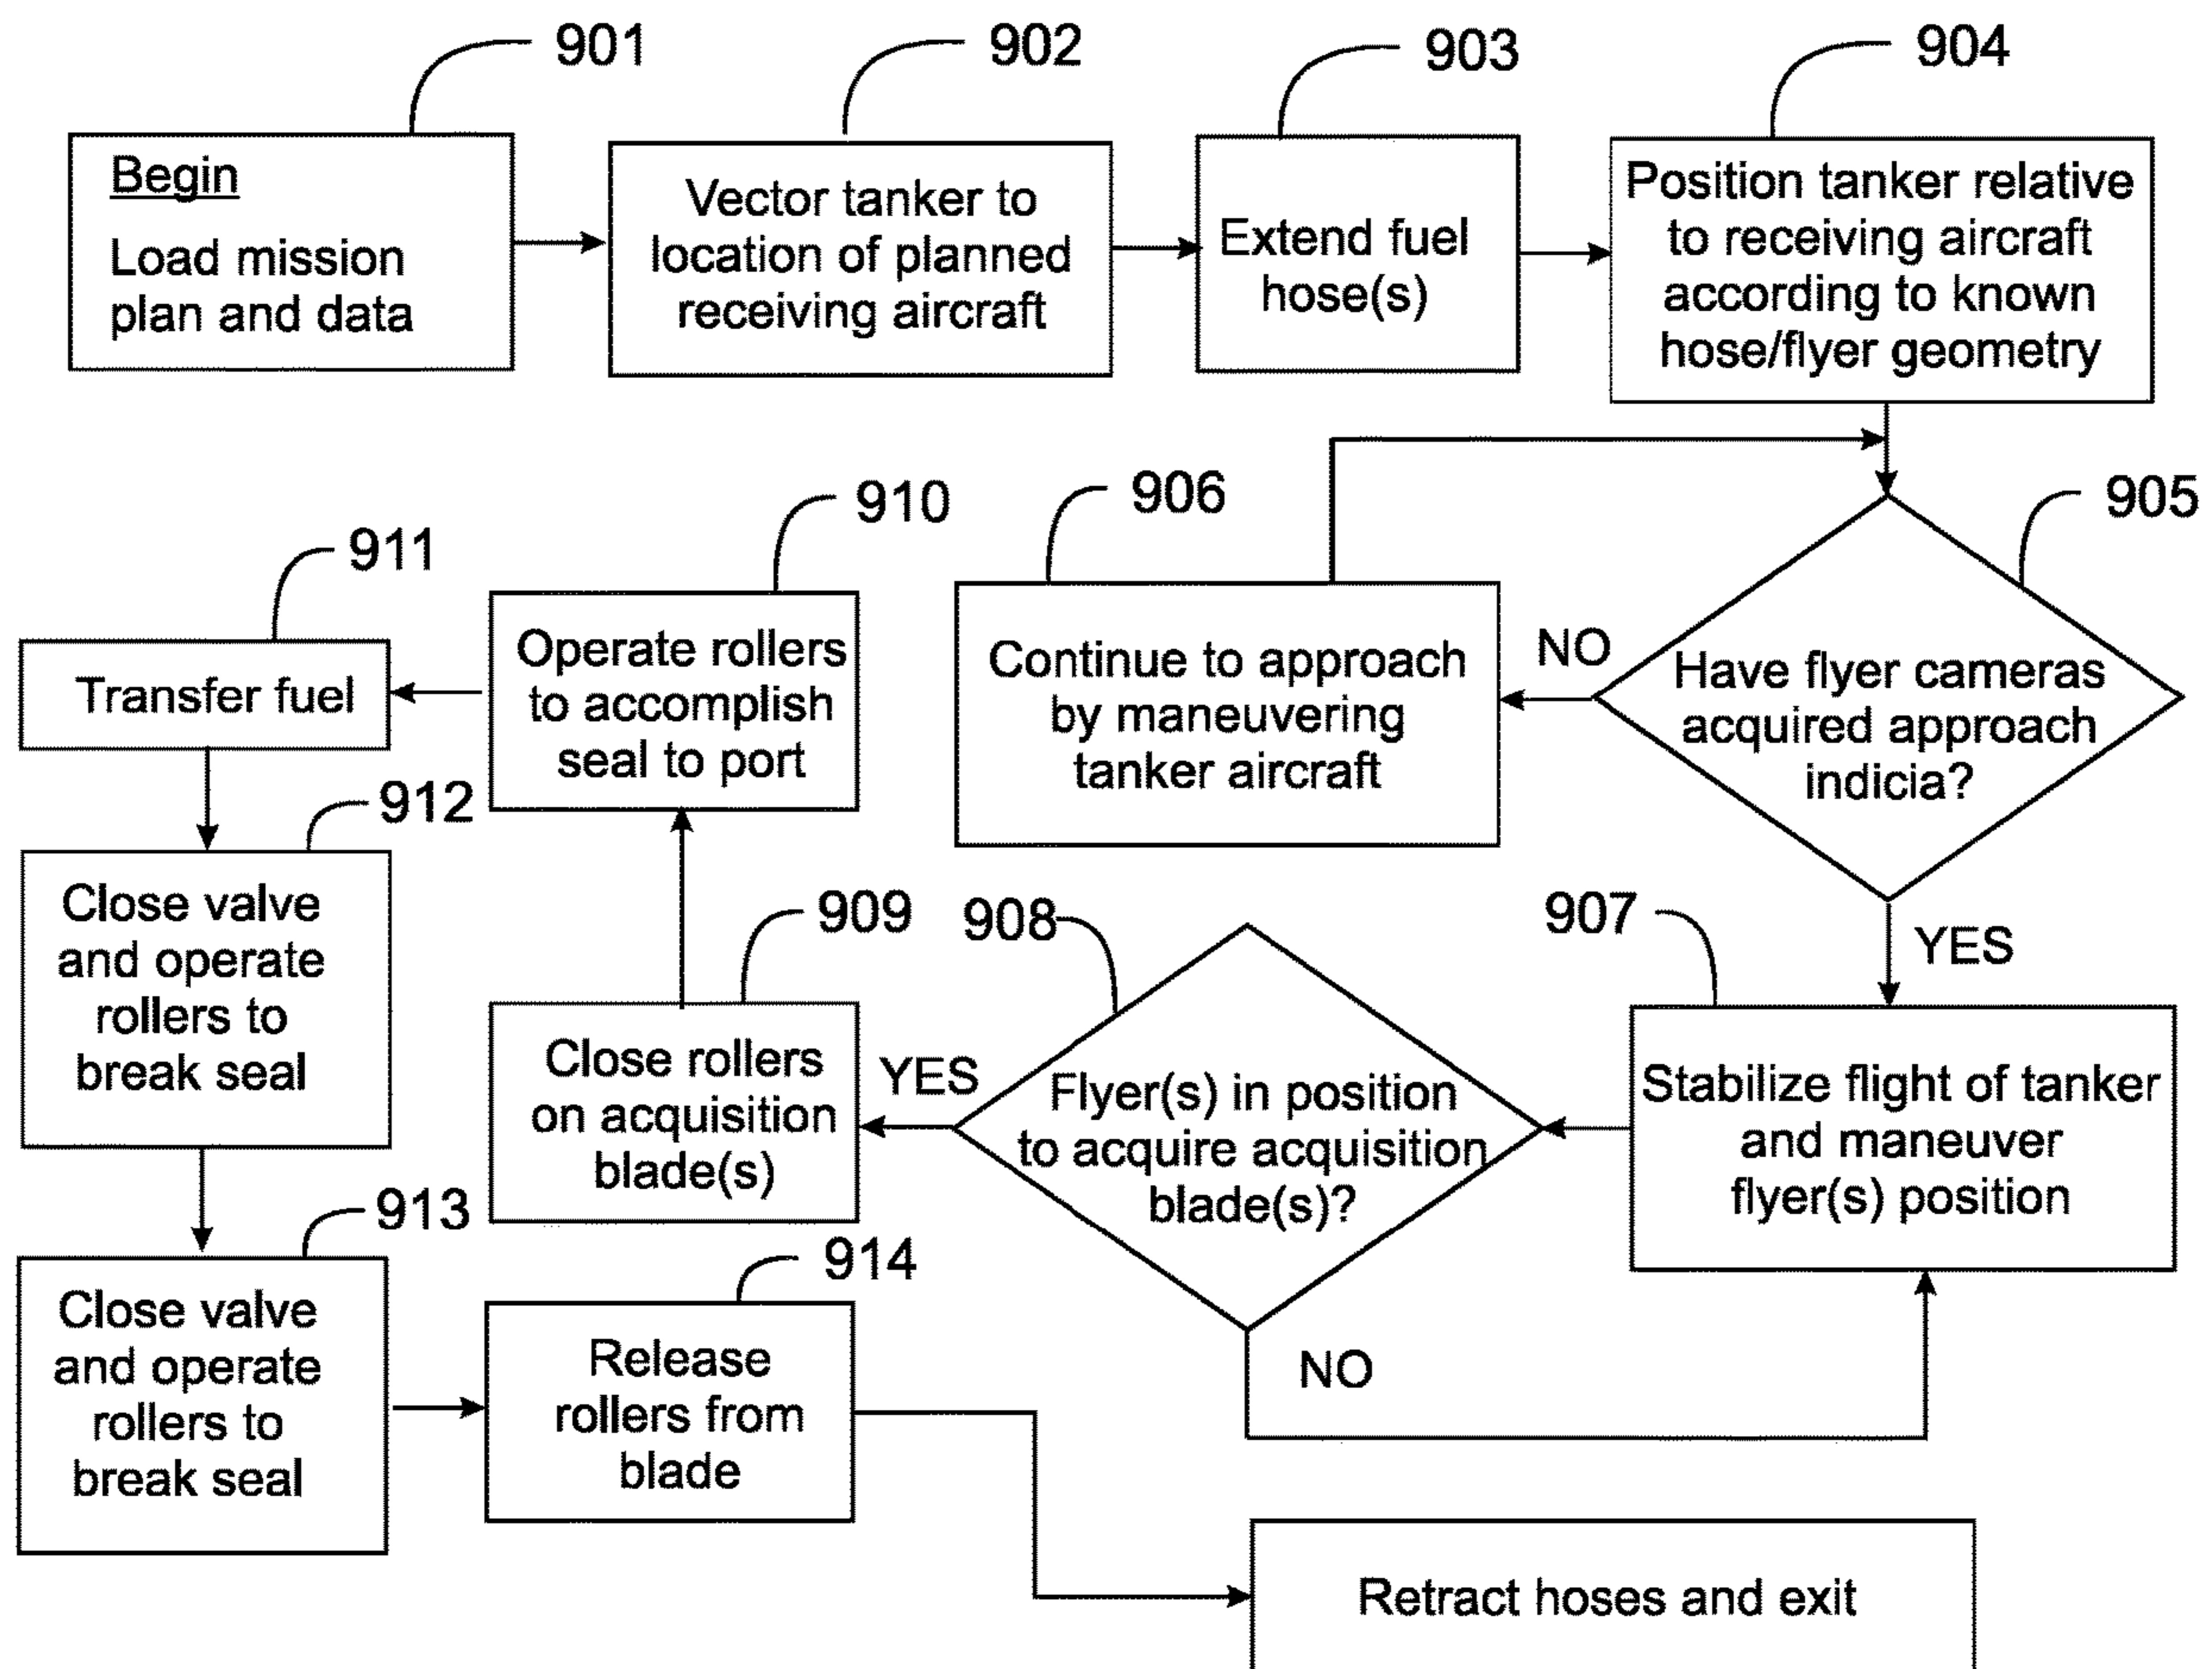 901
902
903
904
Begin
Load mission
plan and data
Vector tanker to
location of planned
receiving aircraft
Extend fuel
hose(s)
Position tanker relative
to receiving aircraft
according to known
hose/flyer geometry
905
Have flyer cameras
acquired approach
indicia?
NO
YES
906
Continue to approach
by maneuvering
tanker aircraft
907
Stabilize flight of tanker
and maneuver
flyer(s) position
908
Flyer(s) in position
to acquire acquisition
blade(s)?
YES
NO
909
Close rollers
on acquisition
blade(s)
910
Operate rollers
to accomplish
seal to port
911
Transfer fuel
912
Close valve
and operate
rollers to
break seal
913
Close valve
and operate
rollers to
break seal
914
Release
rollers from
blade
Retract hoses and exit